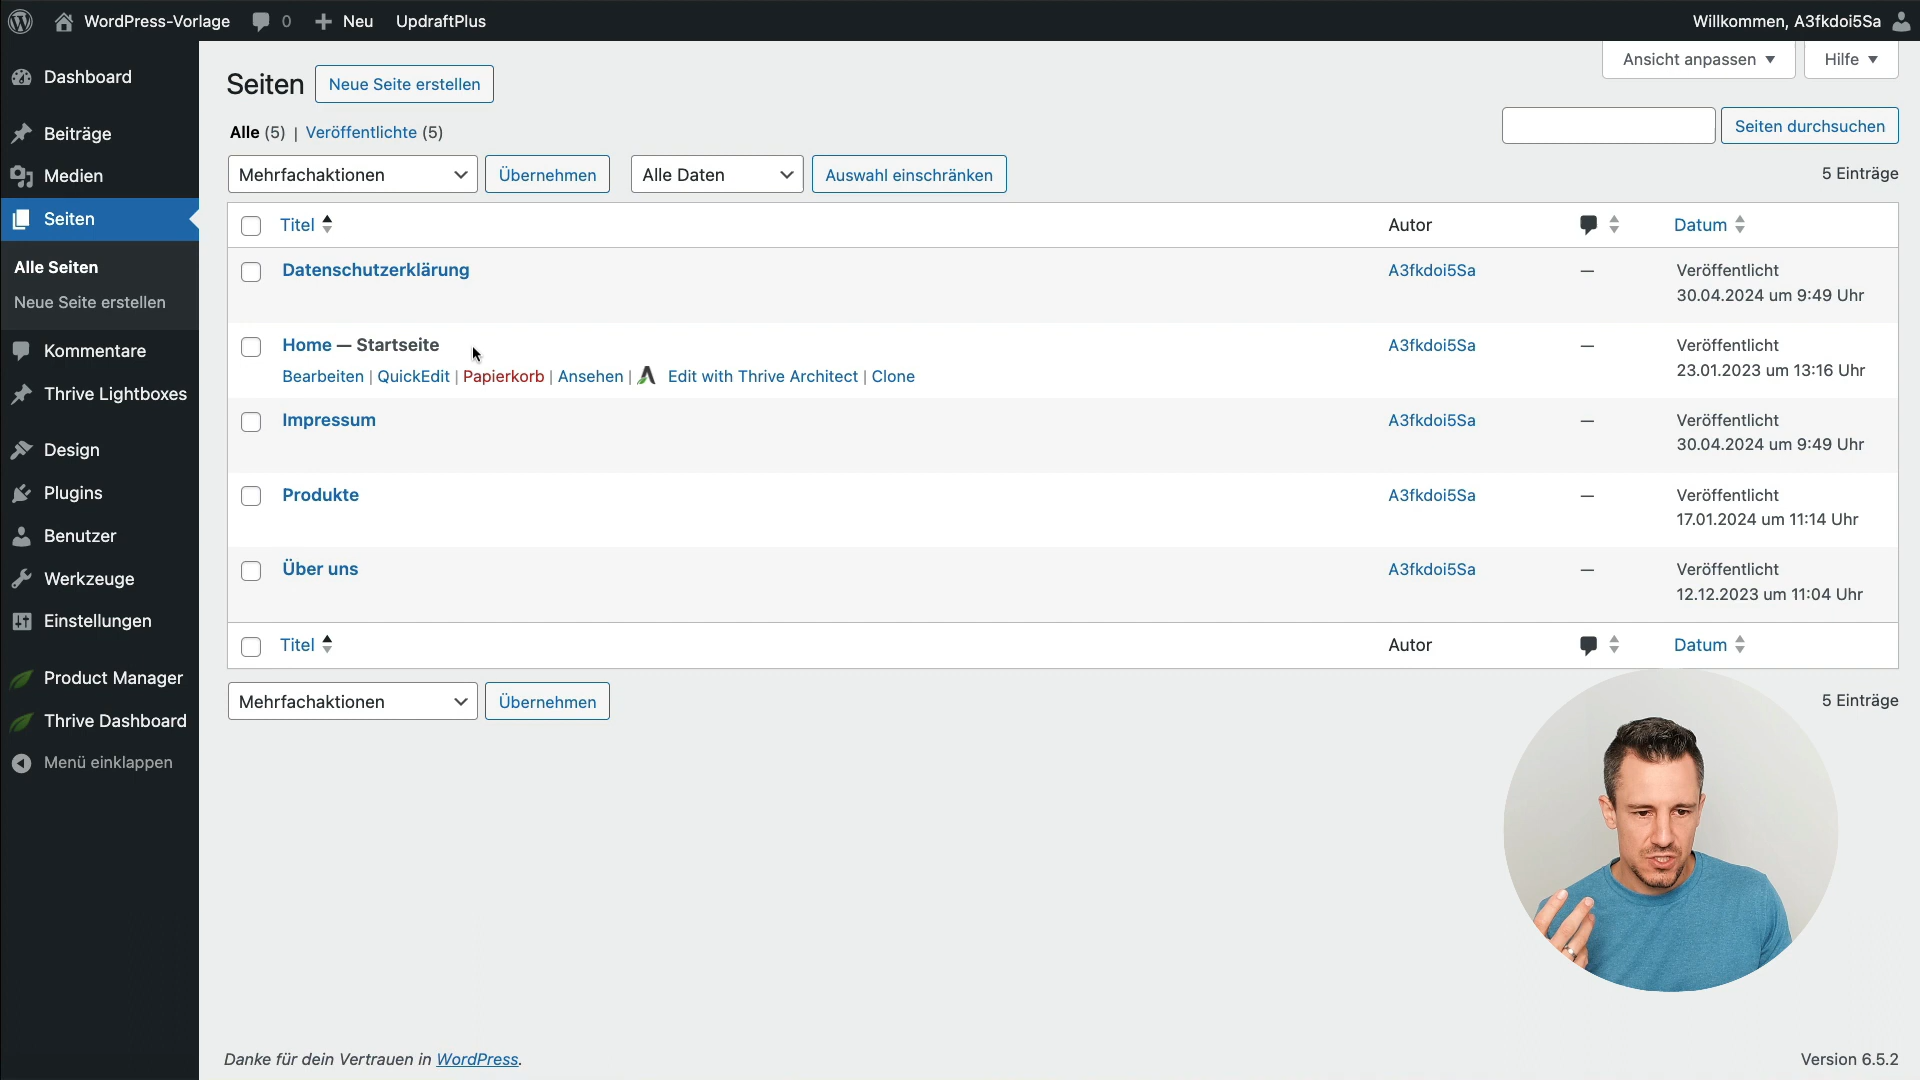 WordPress-Vorlage 0 Neu UpdraftPlus Willkommen, A3fkdoi5Sa
Ansicht anpassen Hilfe
Dashboard
Beiträge
Medien
Seiten
Alle Seiten
Neue Seite erstellen
Kommentare
Thrive Lightboxes
Design
Plugins
Benutzer
Werkzeuge
Einstellungen
Product Manager
Thrive Dashboard
Menü einklappen
Seiten Neue Seite erstellen
Alle (5) | Veröffentlichte (5)
Seiten durchsuchen
Mehrfachaktionen Übernehmen Alle Daten Auswahl einschränken 5 Einträge
Titel Autor Datum
Datenschutzerklärung A3fkdoi5Sa — Veröffentlicht
30.04.2024 um 9:49 Uhr
Home — Startseite A3fkdoi5Sa — Veröffentlicht
Bearbeiten | QuickEdit | Papierkorb | Ansehen | Edit with Thrive Architect | Clone 23.01.2023 um 13:16 Uhr
Impressum A3fkdoi5Sa — Veröffentlicht
30.04.2024 um 9:49 Uhr
Produkte A3fkdoi5Sa — Veröffentlicht
17.01.2024 um 11:14 Uhr
Über uns A3fkdoi5Sa — Veröffentlicht
12.12.2023 um 11:04 Uhr
Titel Autor Datum
Mehrfachaktionen Übernehmen 5 Einträge
Danke für dein Vertrauen in WordPress. Version 6.5.2